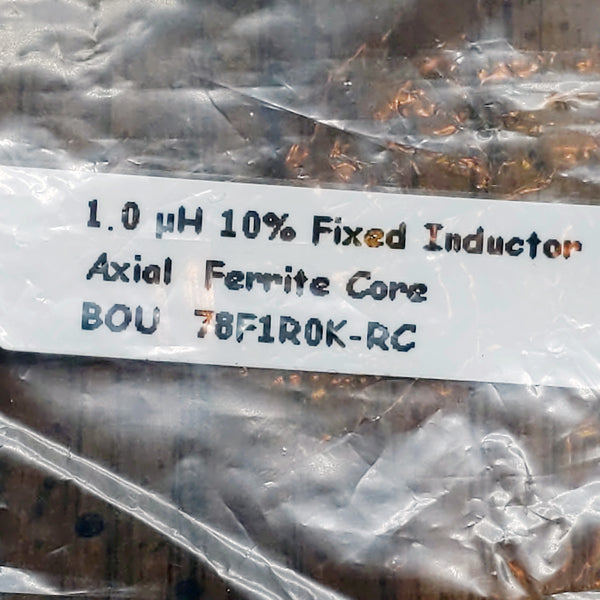 1.0 µH 10% Fixed Inductor
Axial Ferrite Core
BOU 78F1R0K-RC